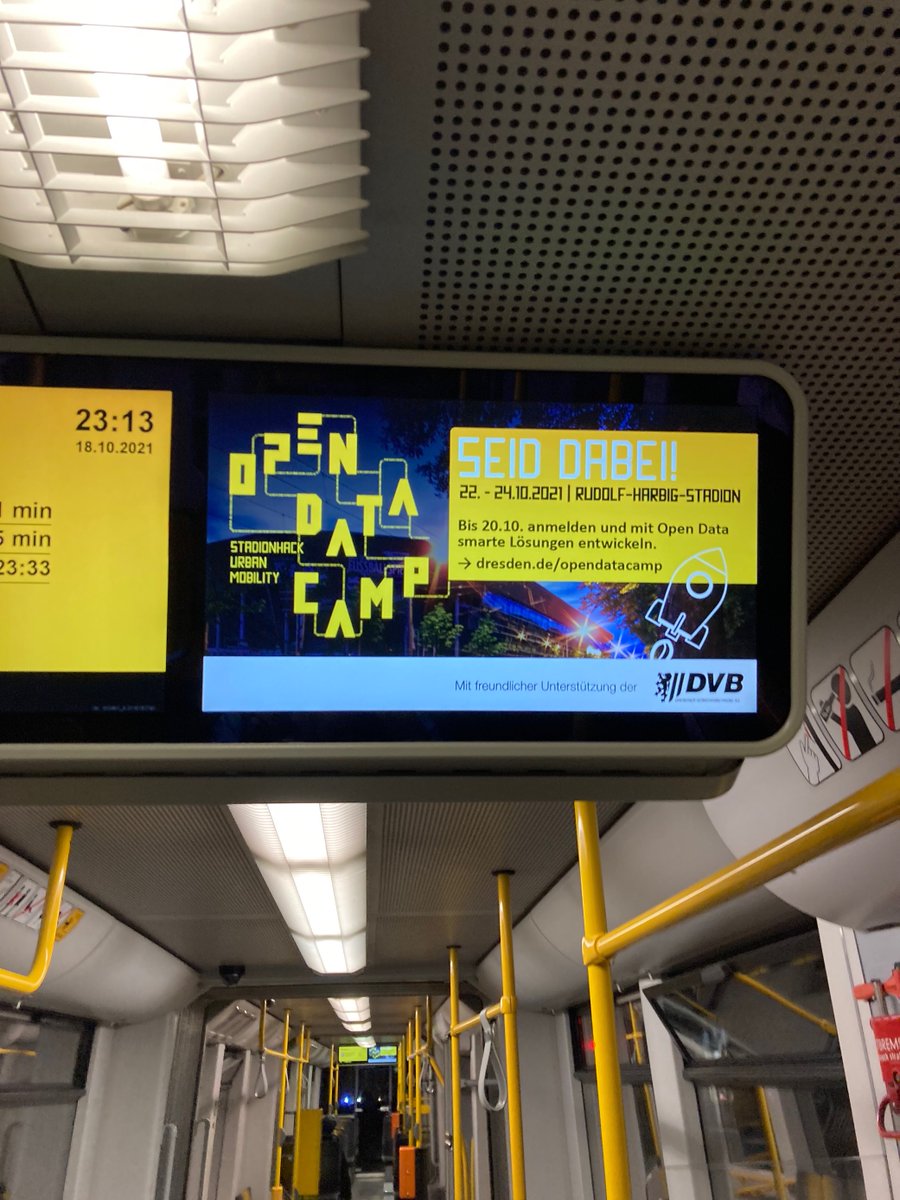 23:13
18.10.2021
min
5 min
23:33
OPEN
DATA
CAMP
STADIONHACK
URBAN
MOBILITY
SEID DABEI!
22. - 24.10.2021 | RUDOLF-HARBIG-STADION
Bis 20.10. anmelden und mit Open Data
smarte Lösungen entwickeln.
→ dresden.de/opendatacamp
Mit freundlicher Unterstützung der
DVB